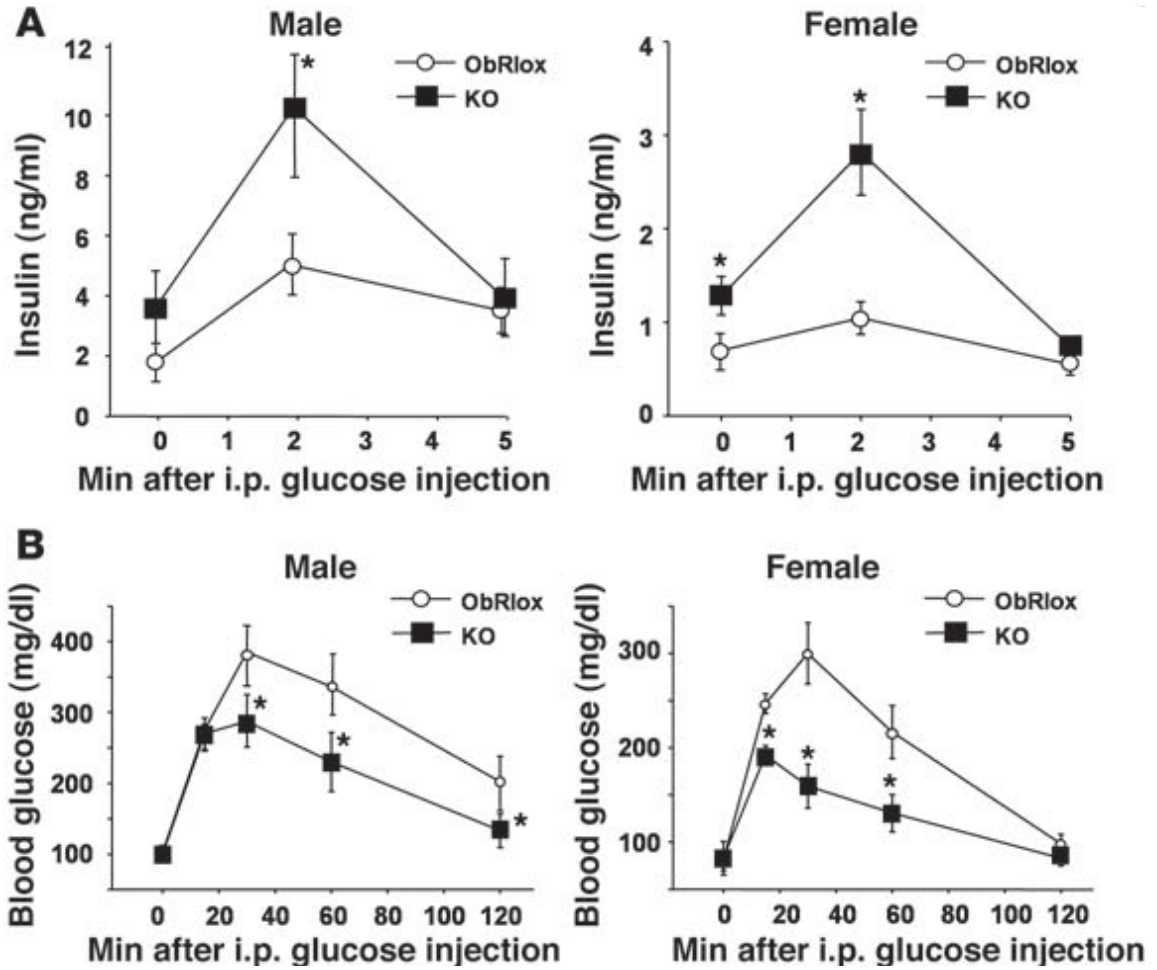 A
Male
Female
12
10
8
6
4
2
0
Insulin (ng/ml)
ObRlox
KO
*
0 1 2 3 4 5
Min after i.p. glucose injection
4
3
2
1
0
Insulin (ng/ml)
ObRlox
KO
*
*
0 1 2 3 4 5
Min after i.p. glucose injection
B
Male
Female
400
300
200
100
Blood glucose (mg/dl)
ObRlox
KO
*
*
*
0 20 40 60 80 100 120
Min after i.p. glucose injection
300
200
100
Blood glucose (mg/dl)
ObRlox
KO
*
*
*
0 20 40 60 80 100 120
Min after i.p. glucose injection